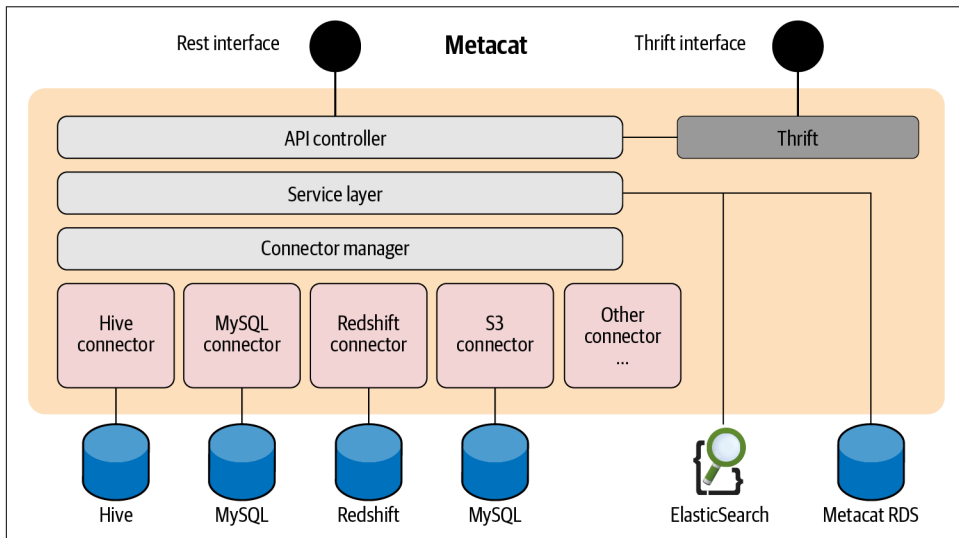 Rest interface
Metacat
Thrift interface
API controller
Thrift
Service layer
Connector manager
Hive
connector
MySQL
connector
Redshift
connector
S3
connector
Other
connector
...
Hive
MySQL
Redshift
MySQL
ElasticSearch
Metacat RDS